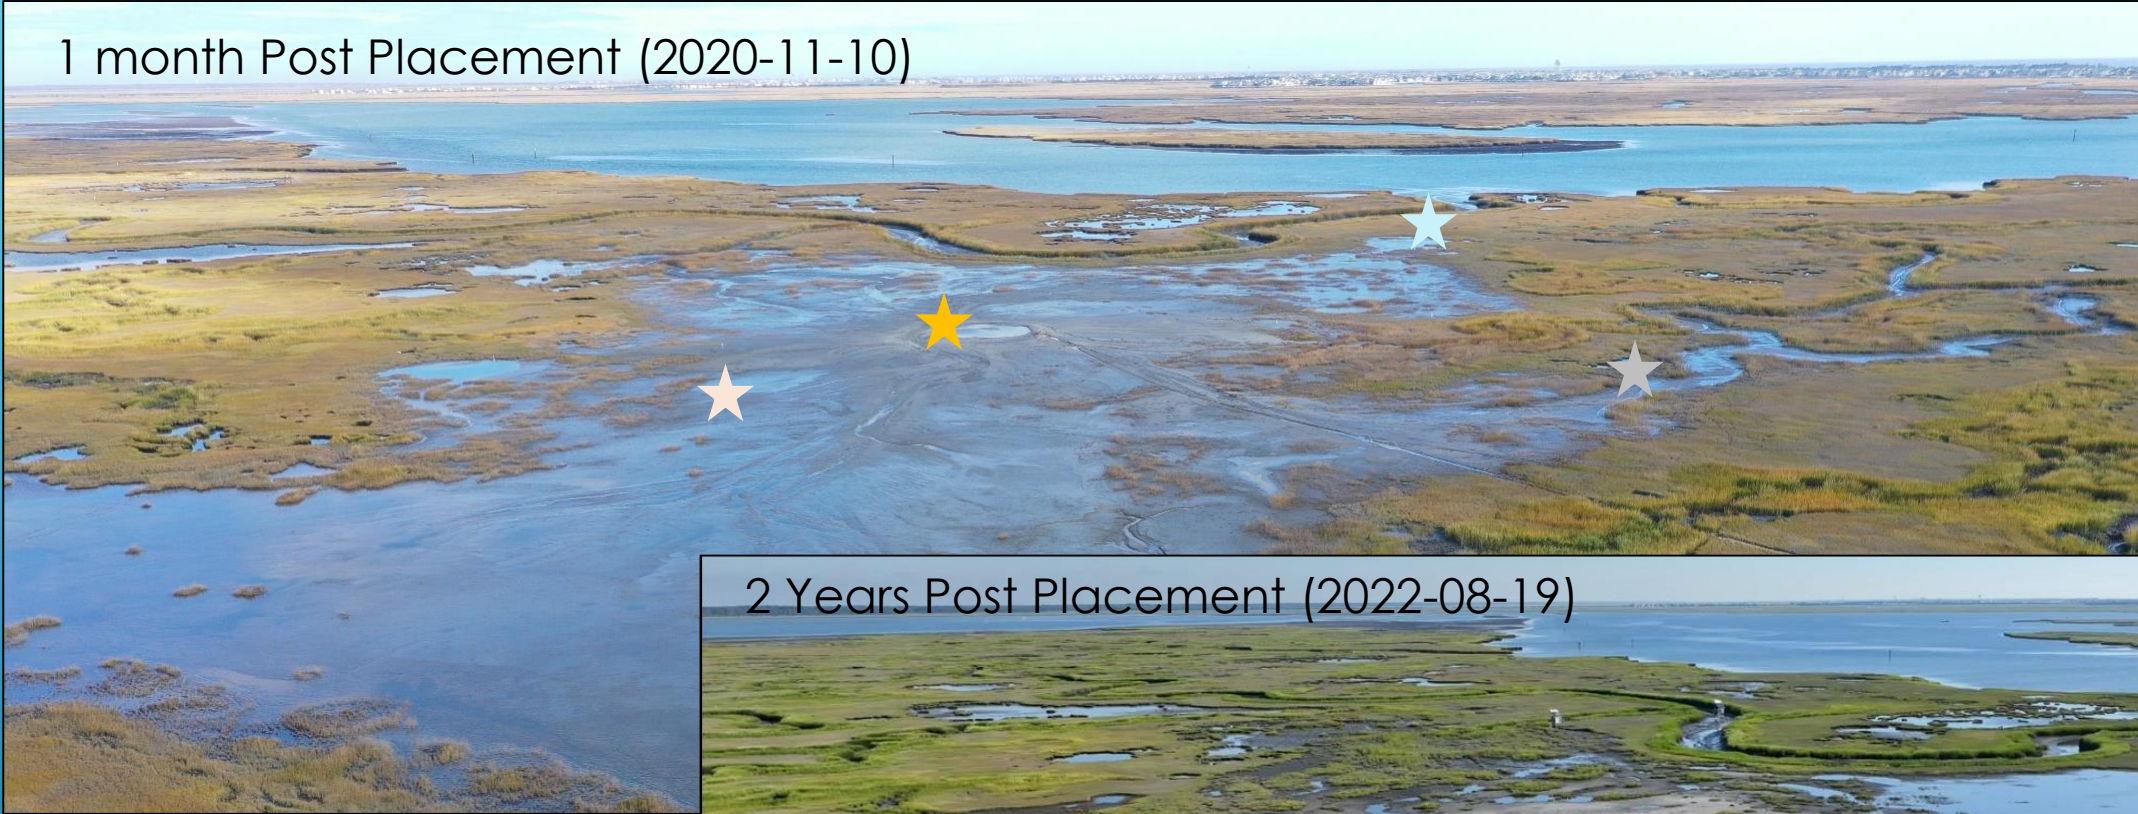 1 month Post Placement (2020-11-10)
2 Years Post Placement (2022-08-19)